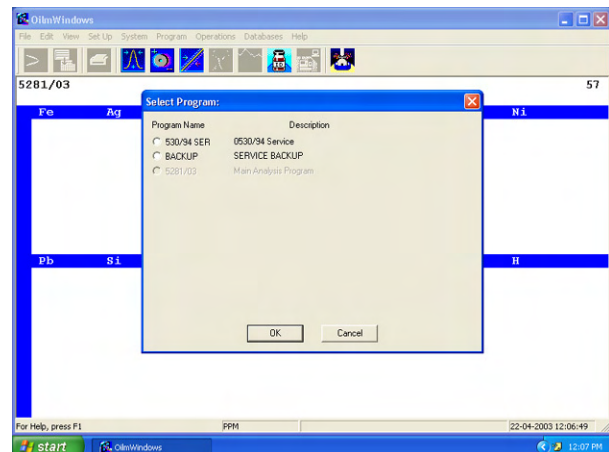 OilmWindows
File Edit View Set Up System Program Operations Databases Help
5281/03 57
Select Program:
Fe Ag Ni
Program Name Description
530/94 SER 0530/94 Service
BACKUP SERVICE BACKUP
5281/03 Main Analysis Program
Pb Si H
OK Cancel
For Help, press F1 PPM 22-04-2003 12:06:49
start OilmWindows 12:07 PM